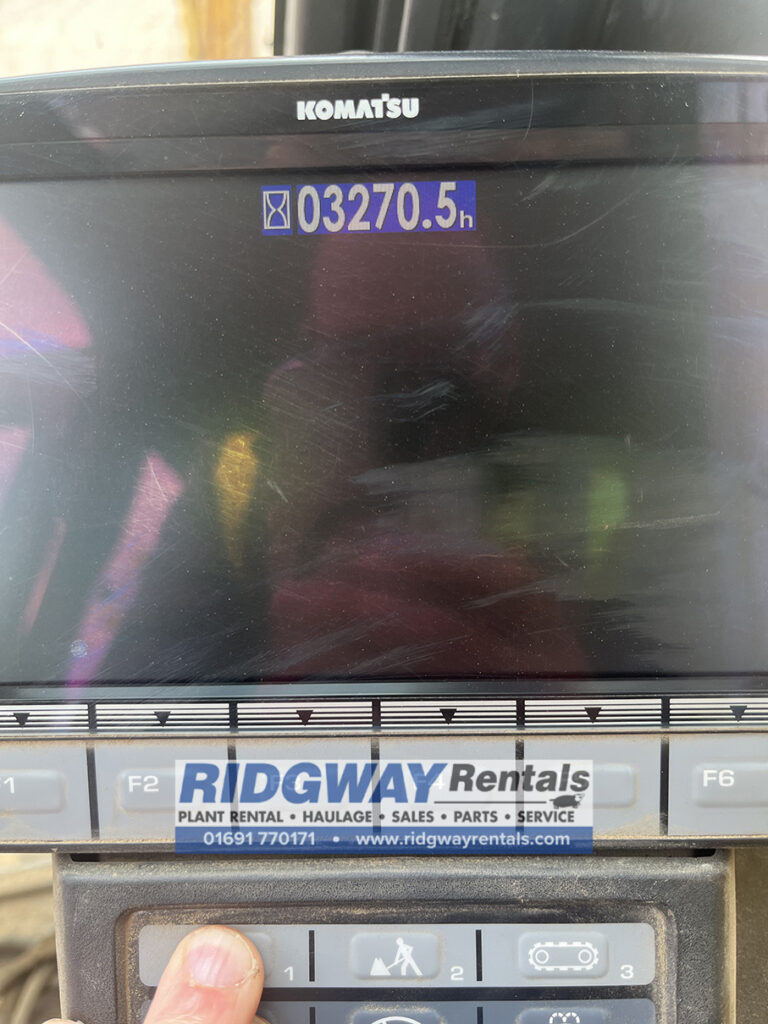 KOMATSU
03270.5h
1 F2 F6
RIDGWAY Rentals
PLANT RENTAL • HAULAGE • SALES • PARTS • SERVICE
01691 770171 www.ridgwayrentals.com
1 2 3